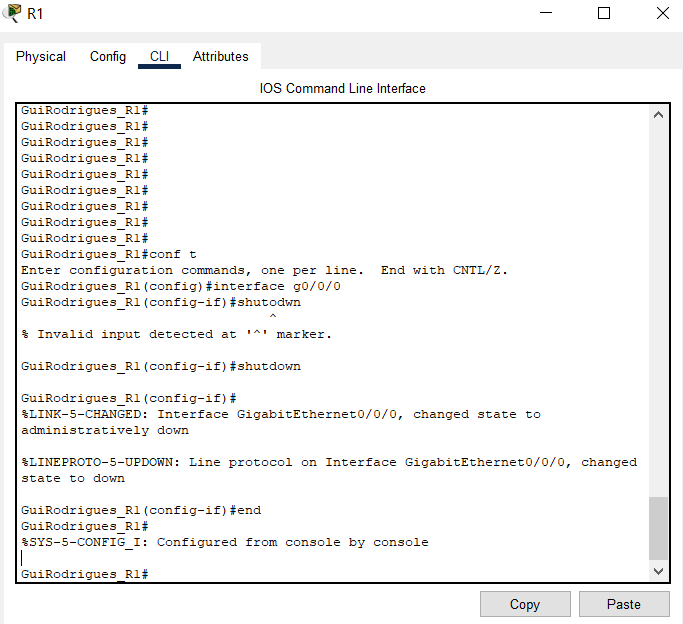 R1
Physical Config CLI Attributes
IOS Command Line Interface
GuiRodrigues_R1#
GuiRodrigues_R1#
GuiRodrigues_R1#
GuiRodrigues_R1#
GuiRodrigues_R1#
GuiRodrigues_R1#
GuiRodrigues_R1#
GuiRodrigues_R1#
GuiRodrigues_R1#
GuiRodrigues_R1#conf t
Enter configuration commands, one per line.  End with CNTL/Z.
GuiRodrigues_R1(config)#interface g0/0/0
GuiRodrigues_R1(config-if)#shutodwn
^
% Invalid input detected at '^' marker.
GuiRodrigues_R1(config-if)#shutdown
GuiRodrigues_R1(config-if)#
%LINK-5-CHANGED: Interface GigabitEthernet0/0/0, changed state to
administratively down
%LINEPROTO-5-UPDOWN: Line protocol on Interface GigabitEthernet0/0/0, changed
state to down
GuiRodrigues_R1(config-if)#end
GuiRodrigues_R1#
%SYS-5-CONFIG_I: Configured from console by console
GuiRodrigues_R1#
Copy Paste